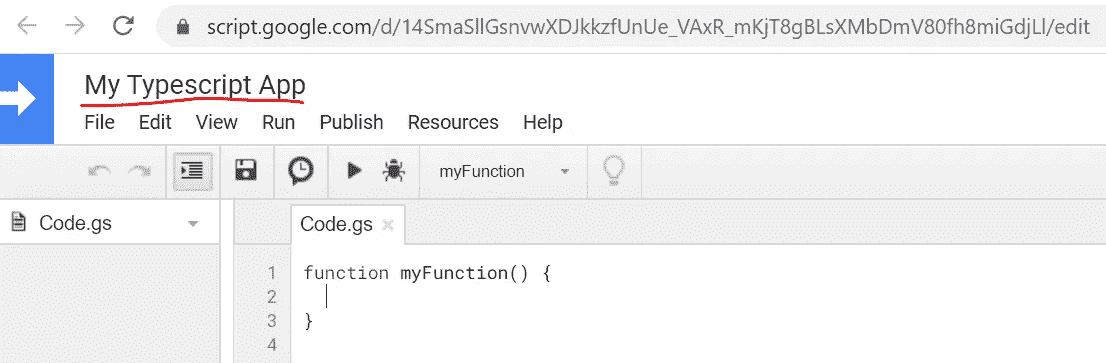 script.google.com/d/14SmaSllGsnvwXDJkkzfUnUe_VAxR_mKjT8gBLsXMbDmV80fh8miGdjLl/edit
My Typescript App
File Edit View Run Publish Resources Help
myFunction
Code.gs
Code.gs
1 function myFunction() {
2
3 }
4